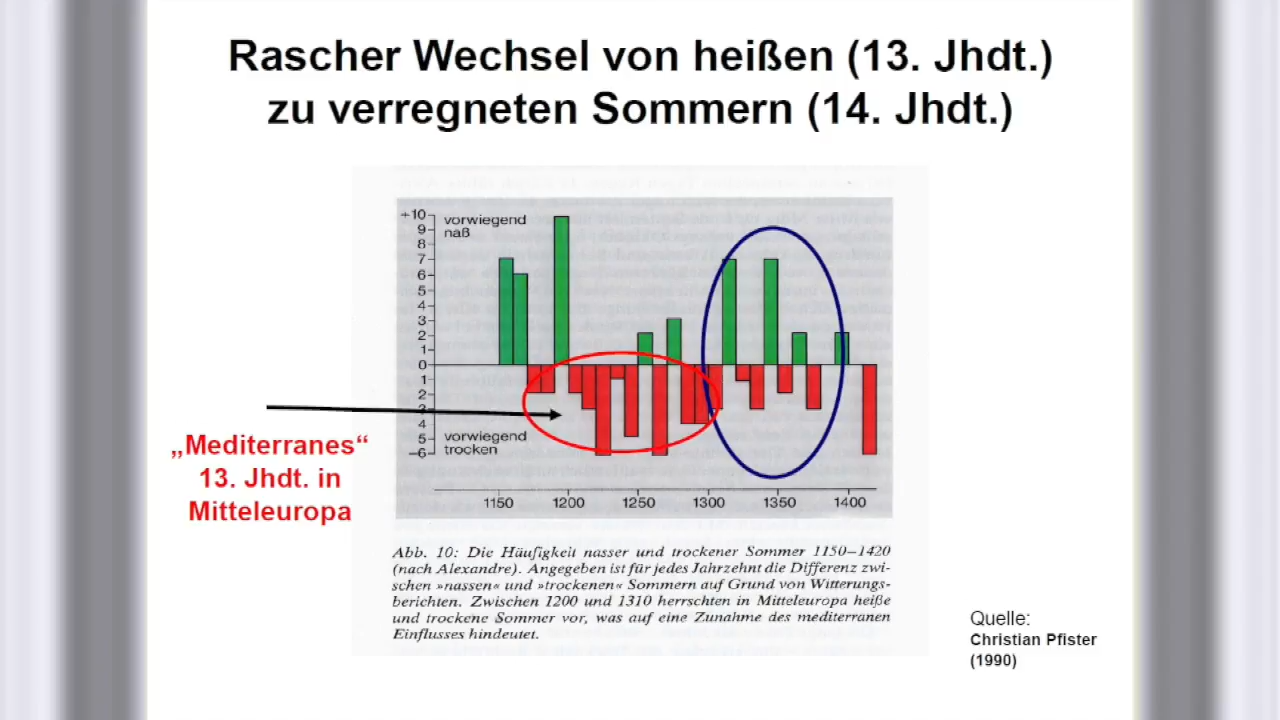 Rascher Wechsel von heißen (13. Jhdt.)
zu verregneten Sommern (14. Jhdt.)
+10
vorwiegend
naß
9
8
7
6
5
4
3
2
1
0
1
2
3
4
5
vorwiegend
trocken
–6
1150 1200 1250 1300 1350 1400
„Mediterranes“
13. Jhdt. in
Mitteleuropa
Abb. 10: Die Häufigkeit nasser und trockener Sommer 1150–1420
(nach Alexandre). Angegeben ist für jedes Jahrzehnt die Differenz zwi-
schen »nassen« und »trockenen« Sommern auf Grund von Witterungs-
berichten. Zwischen 1200 und 1310 herrschten in Mitteleuropa heiße
und trockene Sommer vor, was auf eine Zunahme des mediterranen
Einflusses hindeutet.
Quelle:
Christian Pfister
(1990)